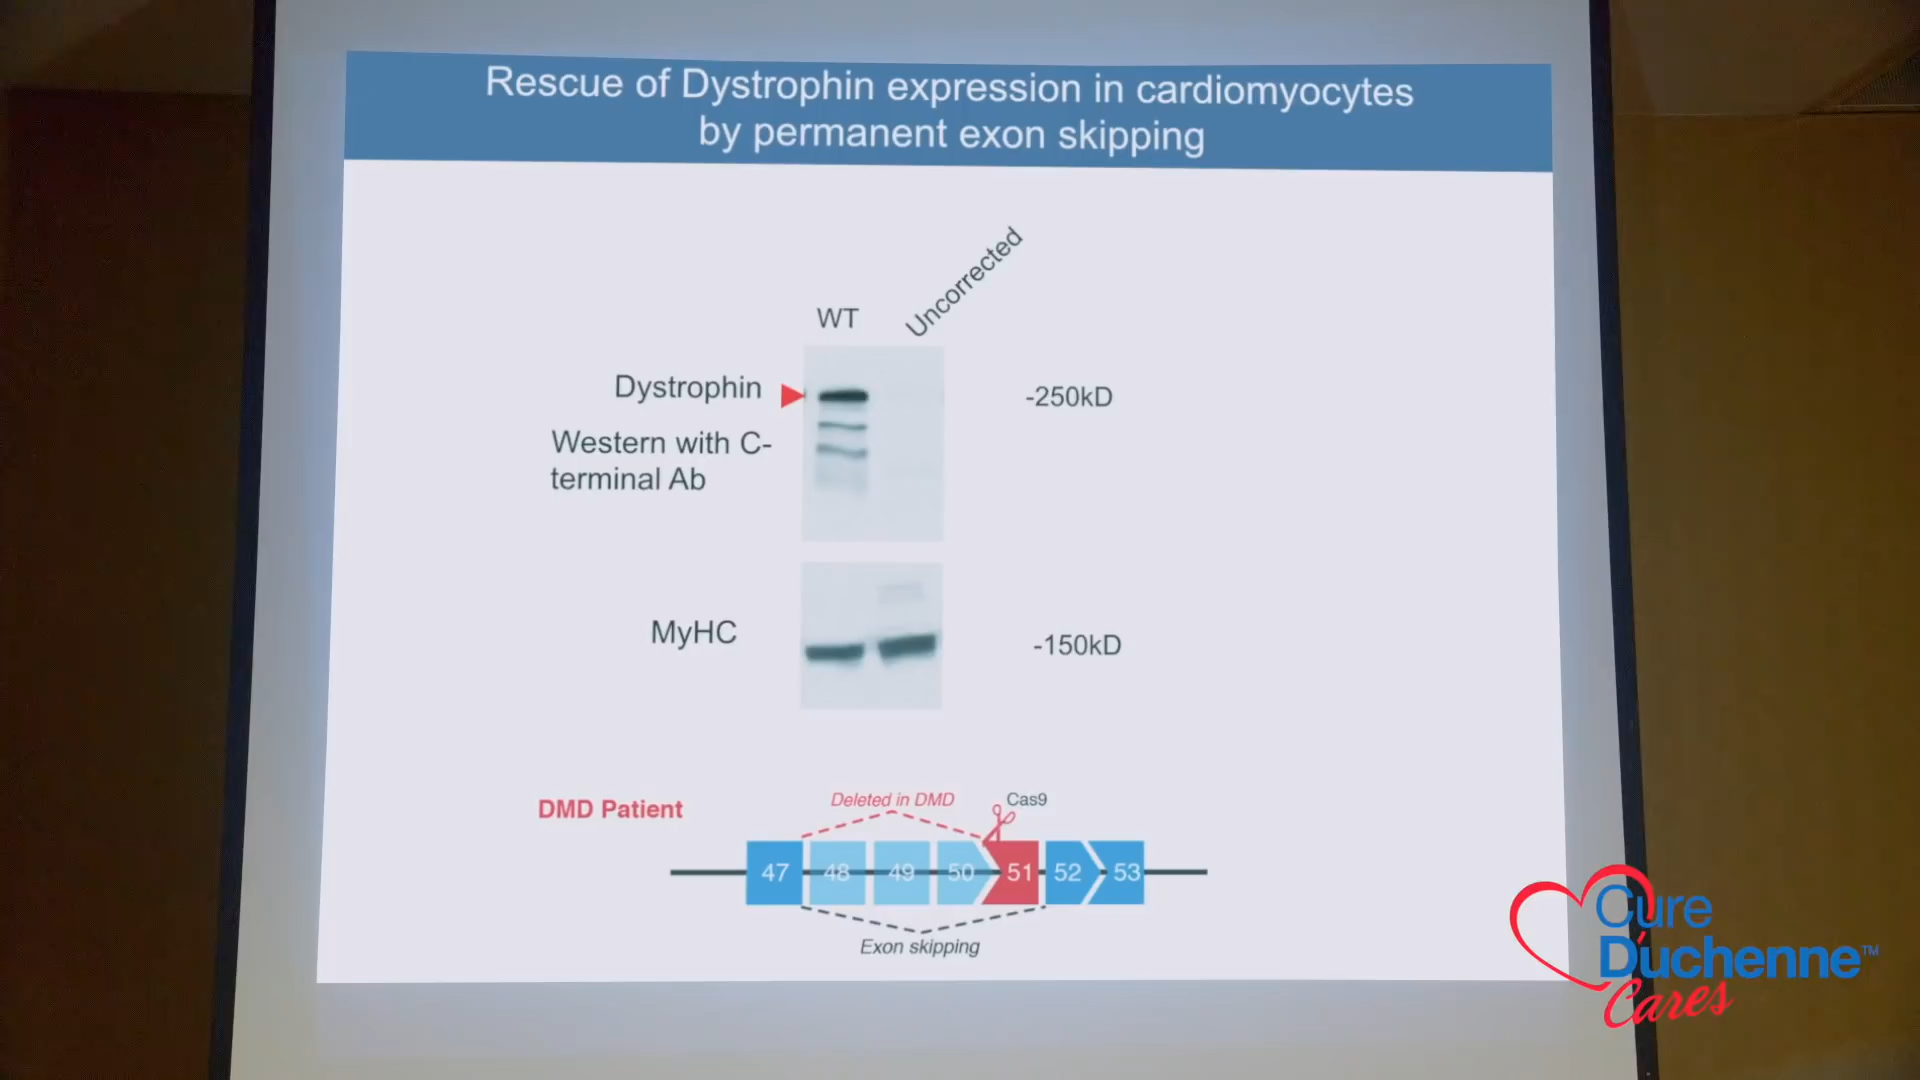 Rescue of Dystrophin expression in cardiomyocytes
by permanent exon skipping
WT
Uncorrected
Dystrophin
-250kD
Western with C-
terminal Ab
MyHC
-150kD
DMD Patient
Deleted in DMD
Cas9
47 48 49 50 51 52 53
Exon skipping
Cure
Duchenne™
Cares